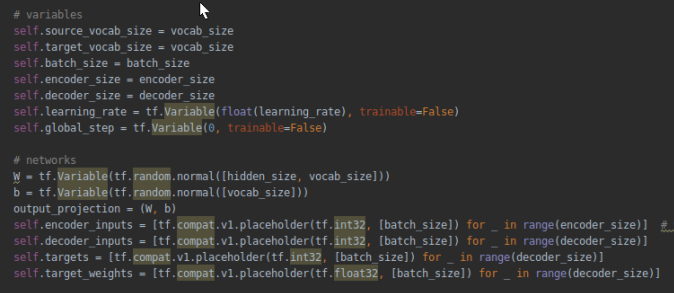 # variables
self.source_vocab_size = vocab_size
self.target_vocab_size = vocab_size
self.batch_size = batch_size
self.encoder_size = encoder_size
self.decoder_size = decoder_size
self.learning_rate = tf.Variable(float(learning_rate), trainable=False)
self.global_step = tf.Variable(0, trainable=False)
# networks
W = tf.Variable(tf.random.normal([hidden_size, vocab_size]))
b = tf.Variable(tf.random.normal([vocab_size]))
output_projection = (W, b)
self.encoder_inputs = [tf.compat.v1.placeholder(tf.int32, [batch_size]) for _ in range(encoder_size)]  #
self.decoder_inputs = [tf.compat.v1.placeholder(tf.int32, [batch_size]) for _ in range(decoder_size)]
self.targets = [tf.compat.v1.placeholder(tf.int32, [batch_size]) for _ in range(decoder_size)]
self.target_weights = [tf.compat.v1.placeholder(tf.float32, [batch_size]) for _ in range(decoder_size)]